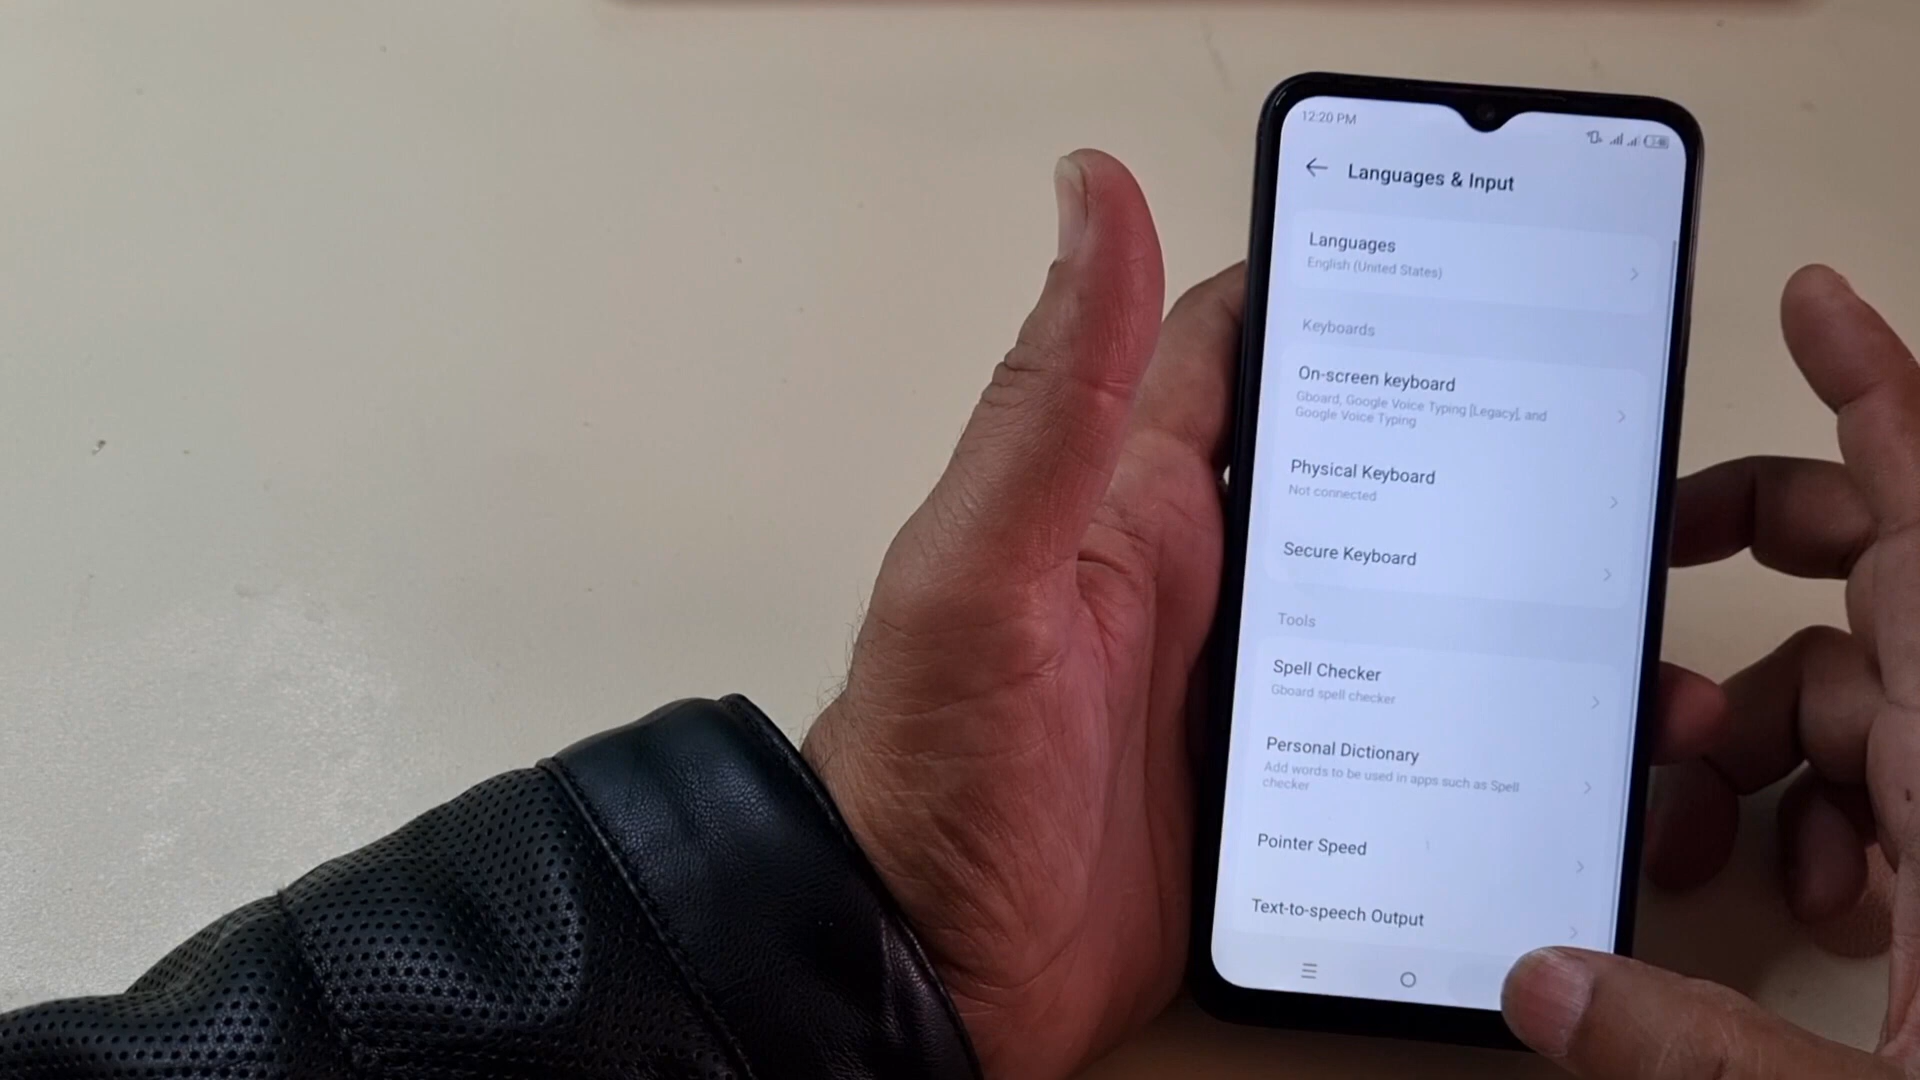 12:20 PM
Languages & Input
Languages
English (United States)
Keyboards
On-screen keyboard
Gboard, Google Voice Typing [Legacy], and
Google Voice Typing
Physical Keyboard
Not connected
Secure Keyboard
Tools
Spell Checker
Gboard spell checker
Personal Dictionary
Add words to be used in apps such as Spell
checker
Pointer Speed
Text-to-speech Output